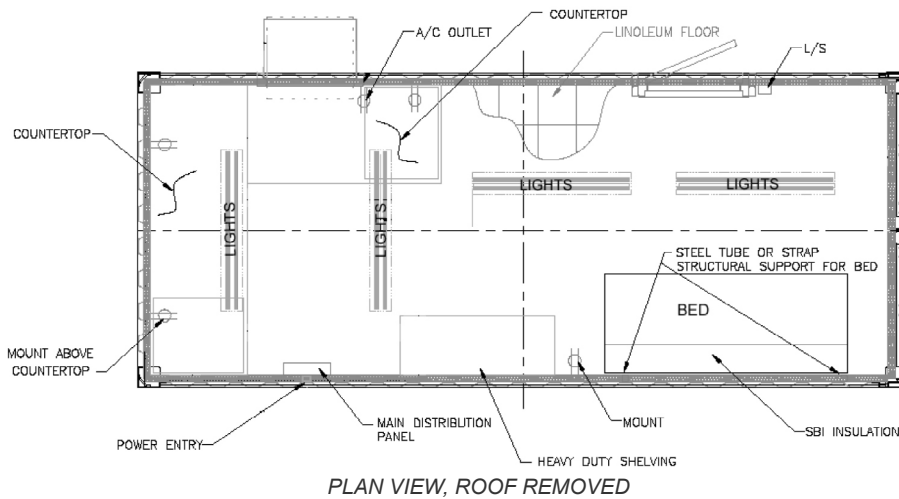 COUNTERTOP
A/C OUTLET
LINOLEUM FLOOR
L/S
COUNTERTOP
LIGHTS
LIGHTS
LIGHTS
LIGHTS
STEEL TUBE OR STRAP
STRUCTURAL SUPPORT FOR BED
BED
MOUNT ABOVE
COUNTERTOP
MAIN DISTRIBUTION
PANEL
MOUNT
SBI INSULATION
POWER ENTRY
HEAVY DUTY SHELVING
PLAN VIEW, ROOF REMOVED